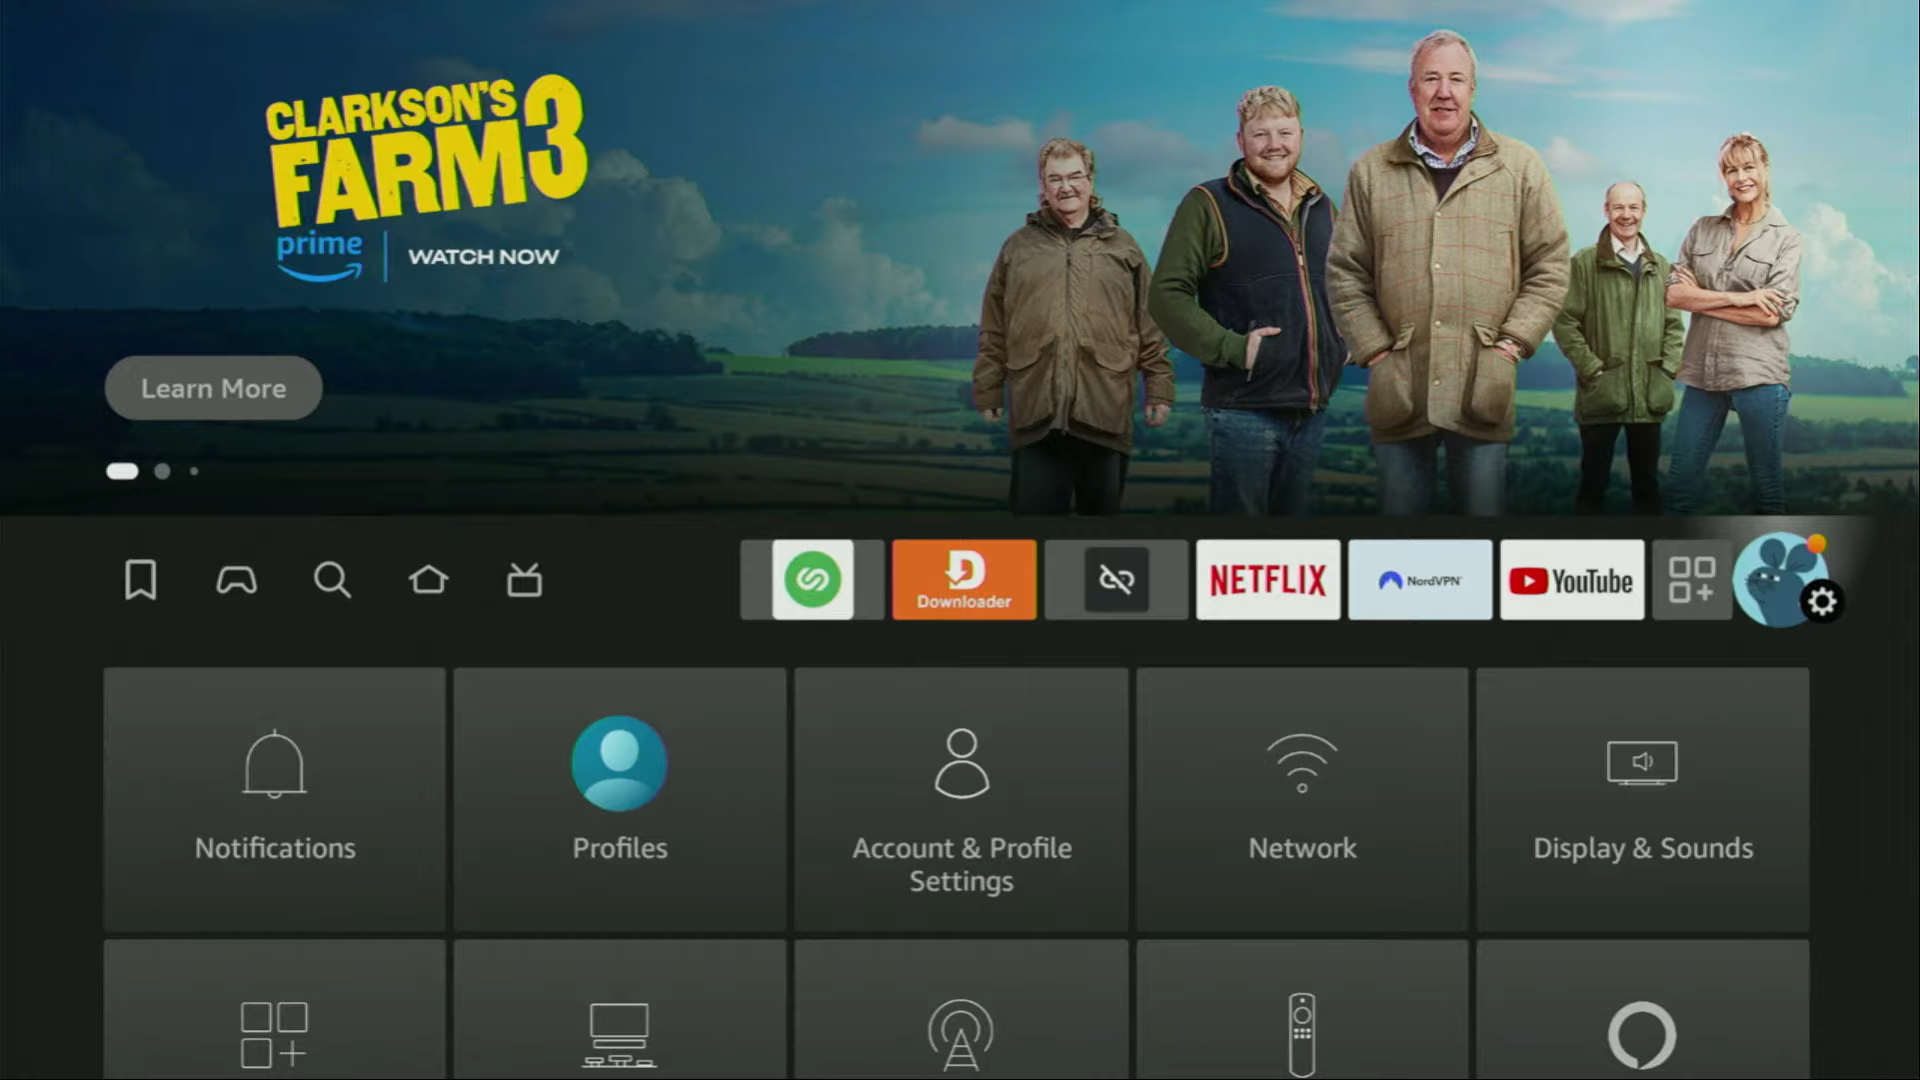 CLARKSON'S
FARM3
prime
WATCH NOW
Learn More
D
Downloader
NETFLIX
NordVPN
YouTube
Notifications
Profiles
Account & Profile
Settings
Network
Display & Sounds